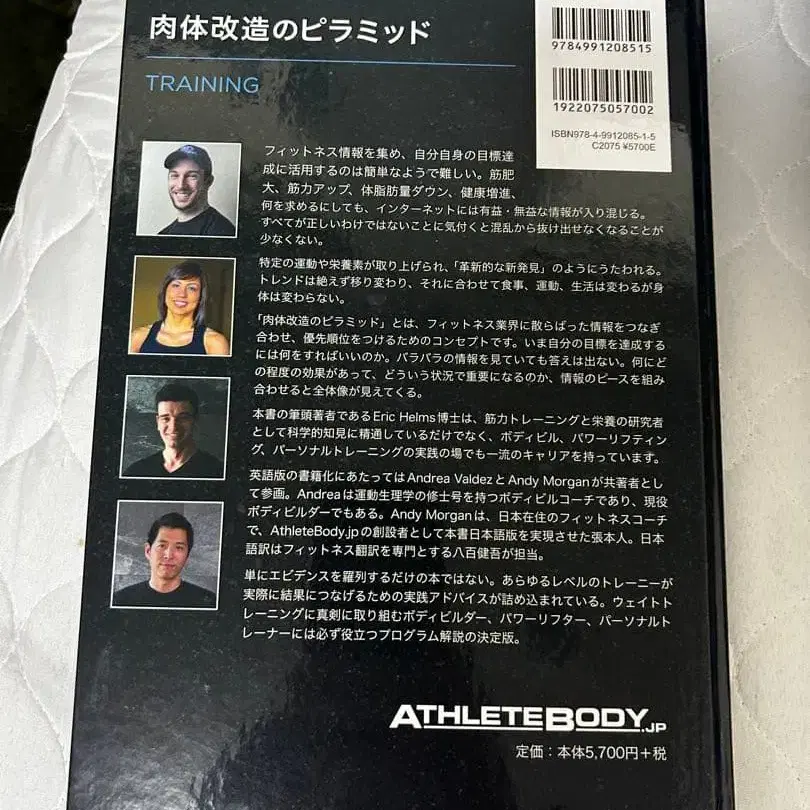 肉体改造のピラミッド
TRAINING
9784991208515
1922075057002
ISBN978-4-9912085-1-5
C2075 ¥5700E
フィットネス情報を集め、自分自身の目標達
成に活用するのは簡単なようで難しい。筋肥
大、筋力アップ、体脂肪量ダウン、健康増進、
何を求めるにしても、インターネットには有益・無益な情報が入り混じる。
すべてが正しいわけではないことに気付くと混乱から抜け出せなくなることが
少なくない。
特定の運動や栄養素が取り上げられ、「革新的な新発見」のようにうたわれる。
トレンドは絶えず移り変わり、それに合わせて食事、運動、生活は変わるが身
体は変わらない。
「肉体改造のピラミッド」とは、フィットネス業界に散らばった情報をつなぎ
合わせ、優先順位をつけるためのコンセプトです。いま自分の目標を達成する
には何をすればいいのか。バラバラの情報を見ていても答えは出ない。何にど
の程度の効果があって、どういう状況で重要になるのか、情報のピースを組み
合わせると全体像が見えてくる。
本書の筆頭著者であるEric Helms博士は、筋力トレーニングと栄養の研究者
として科学的知見に精通しているだけでなく、ボディビル、パワーリフティン
グ、パーソナルトレーニングの実践の場でも一流のキャリアを持っています。
英語版の書籍化にあたってはAndrea ValdezとAndy Morganが共著者とし
て参画。Andreaは運動生理学の修士号を持つボディビルコーチであり、現役
ボディビルダーでもある。Andy Morganは、日本在住のフィットネスコーチ
で、AthleteBody.jpの創設者として本書日本語版を実現させた張本人。日本
語訳はフィットネス翻訳を専門とする八百健吾が担当。
単にエビデンスを羅列するだけの本ではない。あらゆるレベルのトレーニーが
実際に結果につなげるための実践アドバイスが詰め込まれている。ウェイトト
レーニングに真剣に取り組むボディビルダー、パワーリフター、パーソナルト
レーナーには必ず役立つプログラム解説の決定版。
ATHLETEBODY.JP
定価：本体5,700円＋税